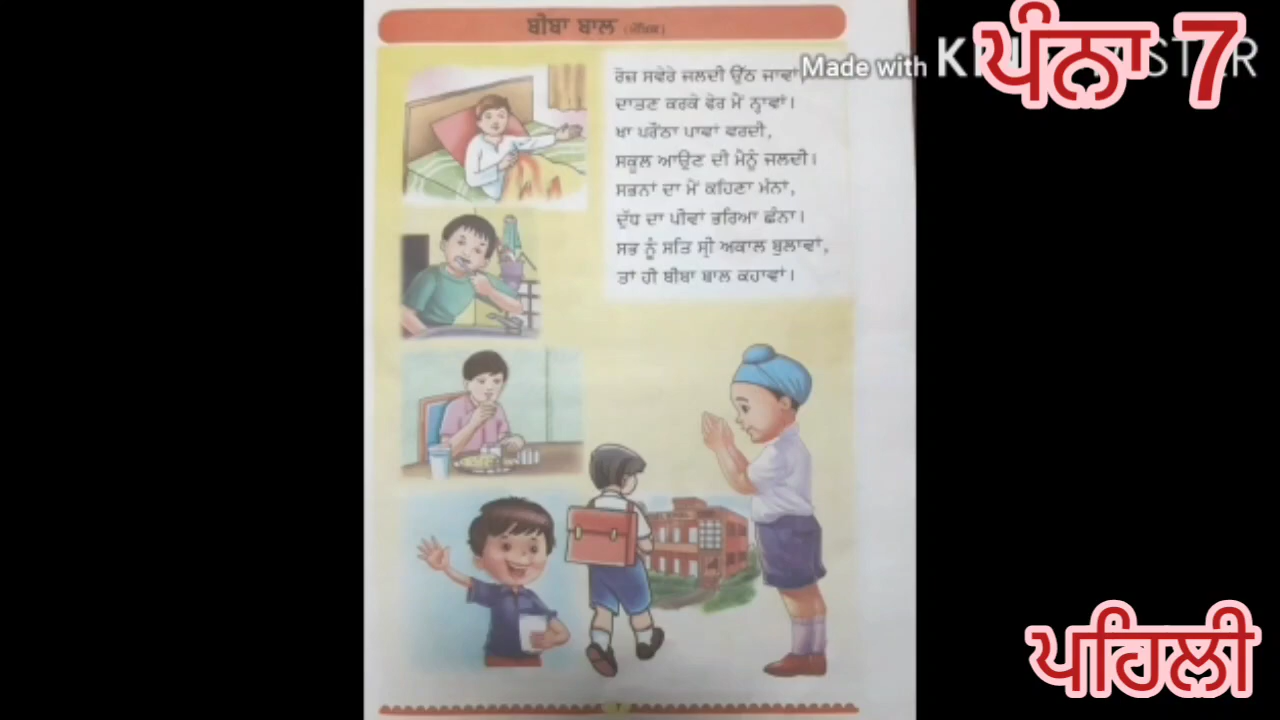 ਬੀਬਾ ਬਾਲ (ਮੌਖਿਕ)
ਰੋਜ਼ ਸਵੇਰੇ ਜਲਦੀ ਉੱਠ ਜਾਵਾਂ,
ਦਾਤਣ ਕਰਕੇ ਫੇਰ ਮੈਂ ਨ੍ਹਾਵਾਂ।
ਖਾ ਪਰੌਂਠਾ ਪਾਵਾਂ ਵਰਦੀ,
ਸਕੂਲ ਆਉਣ ਦੀ ਮੈਨੂੰ ਜਲਦੀ।
ਸਭਨਾਂ ਦਾ ਮੈਂ ਕਹਿਣਾ ਮੰਨਾਂ,
ਦੁੱਧ ਦਾ ਪੀਵਾਂ ਭਰਿਆ ਛੰਨਾ।
ਸਭ ਨੂੰ ਸਤਿ ਸ੍ਰੀ ਅਕਾਲ ਬੁਲਾਵਾਂ,
ਤਾਂ ਹੀ ਬੀਬਾ ਬਾਲ ਕਹਾਵਾਂ।
Made with
ਪੰਨਾ 7
ਪਹਿਲੀ
7